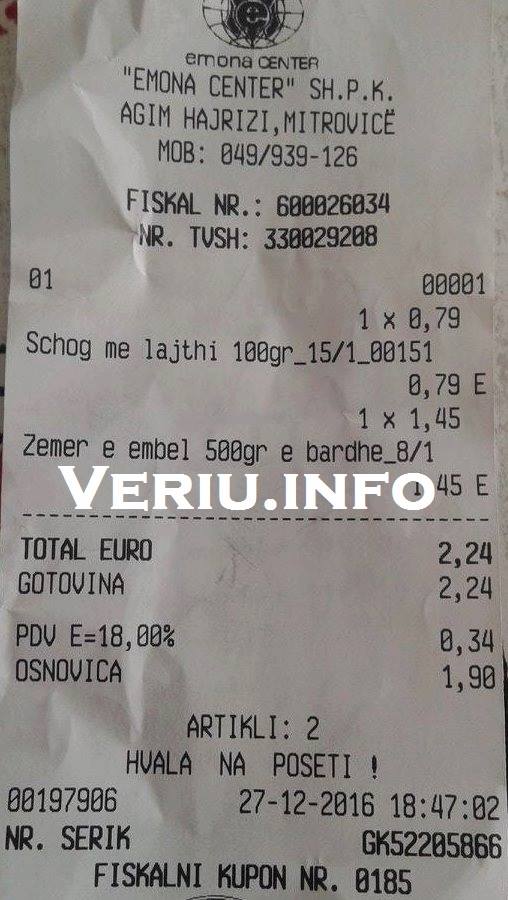 emona CENTER
"EMONA CENTER" SH.P.K.
AGIM HAJRIZI,MITROVICË
MOB: 049/939-126
FISKAL NR.: 600026034
NR. TVSH: 330029208
01 00001
1 x 0,79
Schog me lajthi 100gr_15/1_00151
0,79 E
1 x 1,45
Zemer e embel 500gr e bardhe_8/1
VERIU.INFO
1,45 E
TOTAL EURO 2,24
GOTOVINA 2,24
PDV E=18,00% 0,34
OSNOVICA 1,90
ARTIKLI: 2
HVALA NA POSETI !
00197906 27-12-2016 18:47:02
NR. SERIK GK52205866
FISKALNI KUPON NR. 0185